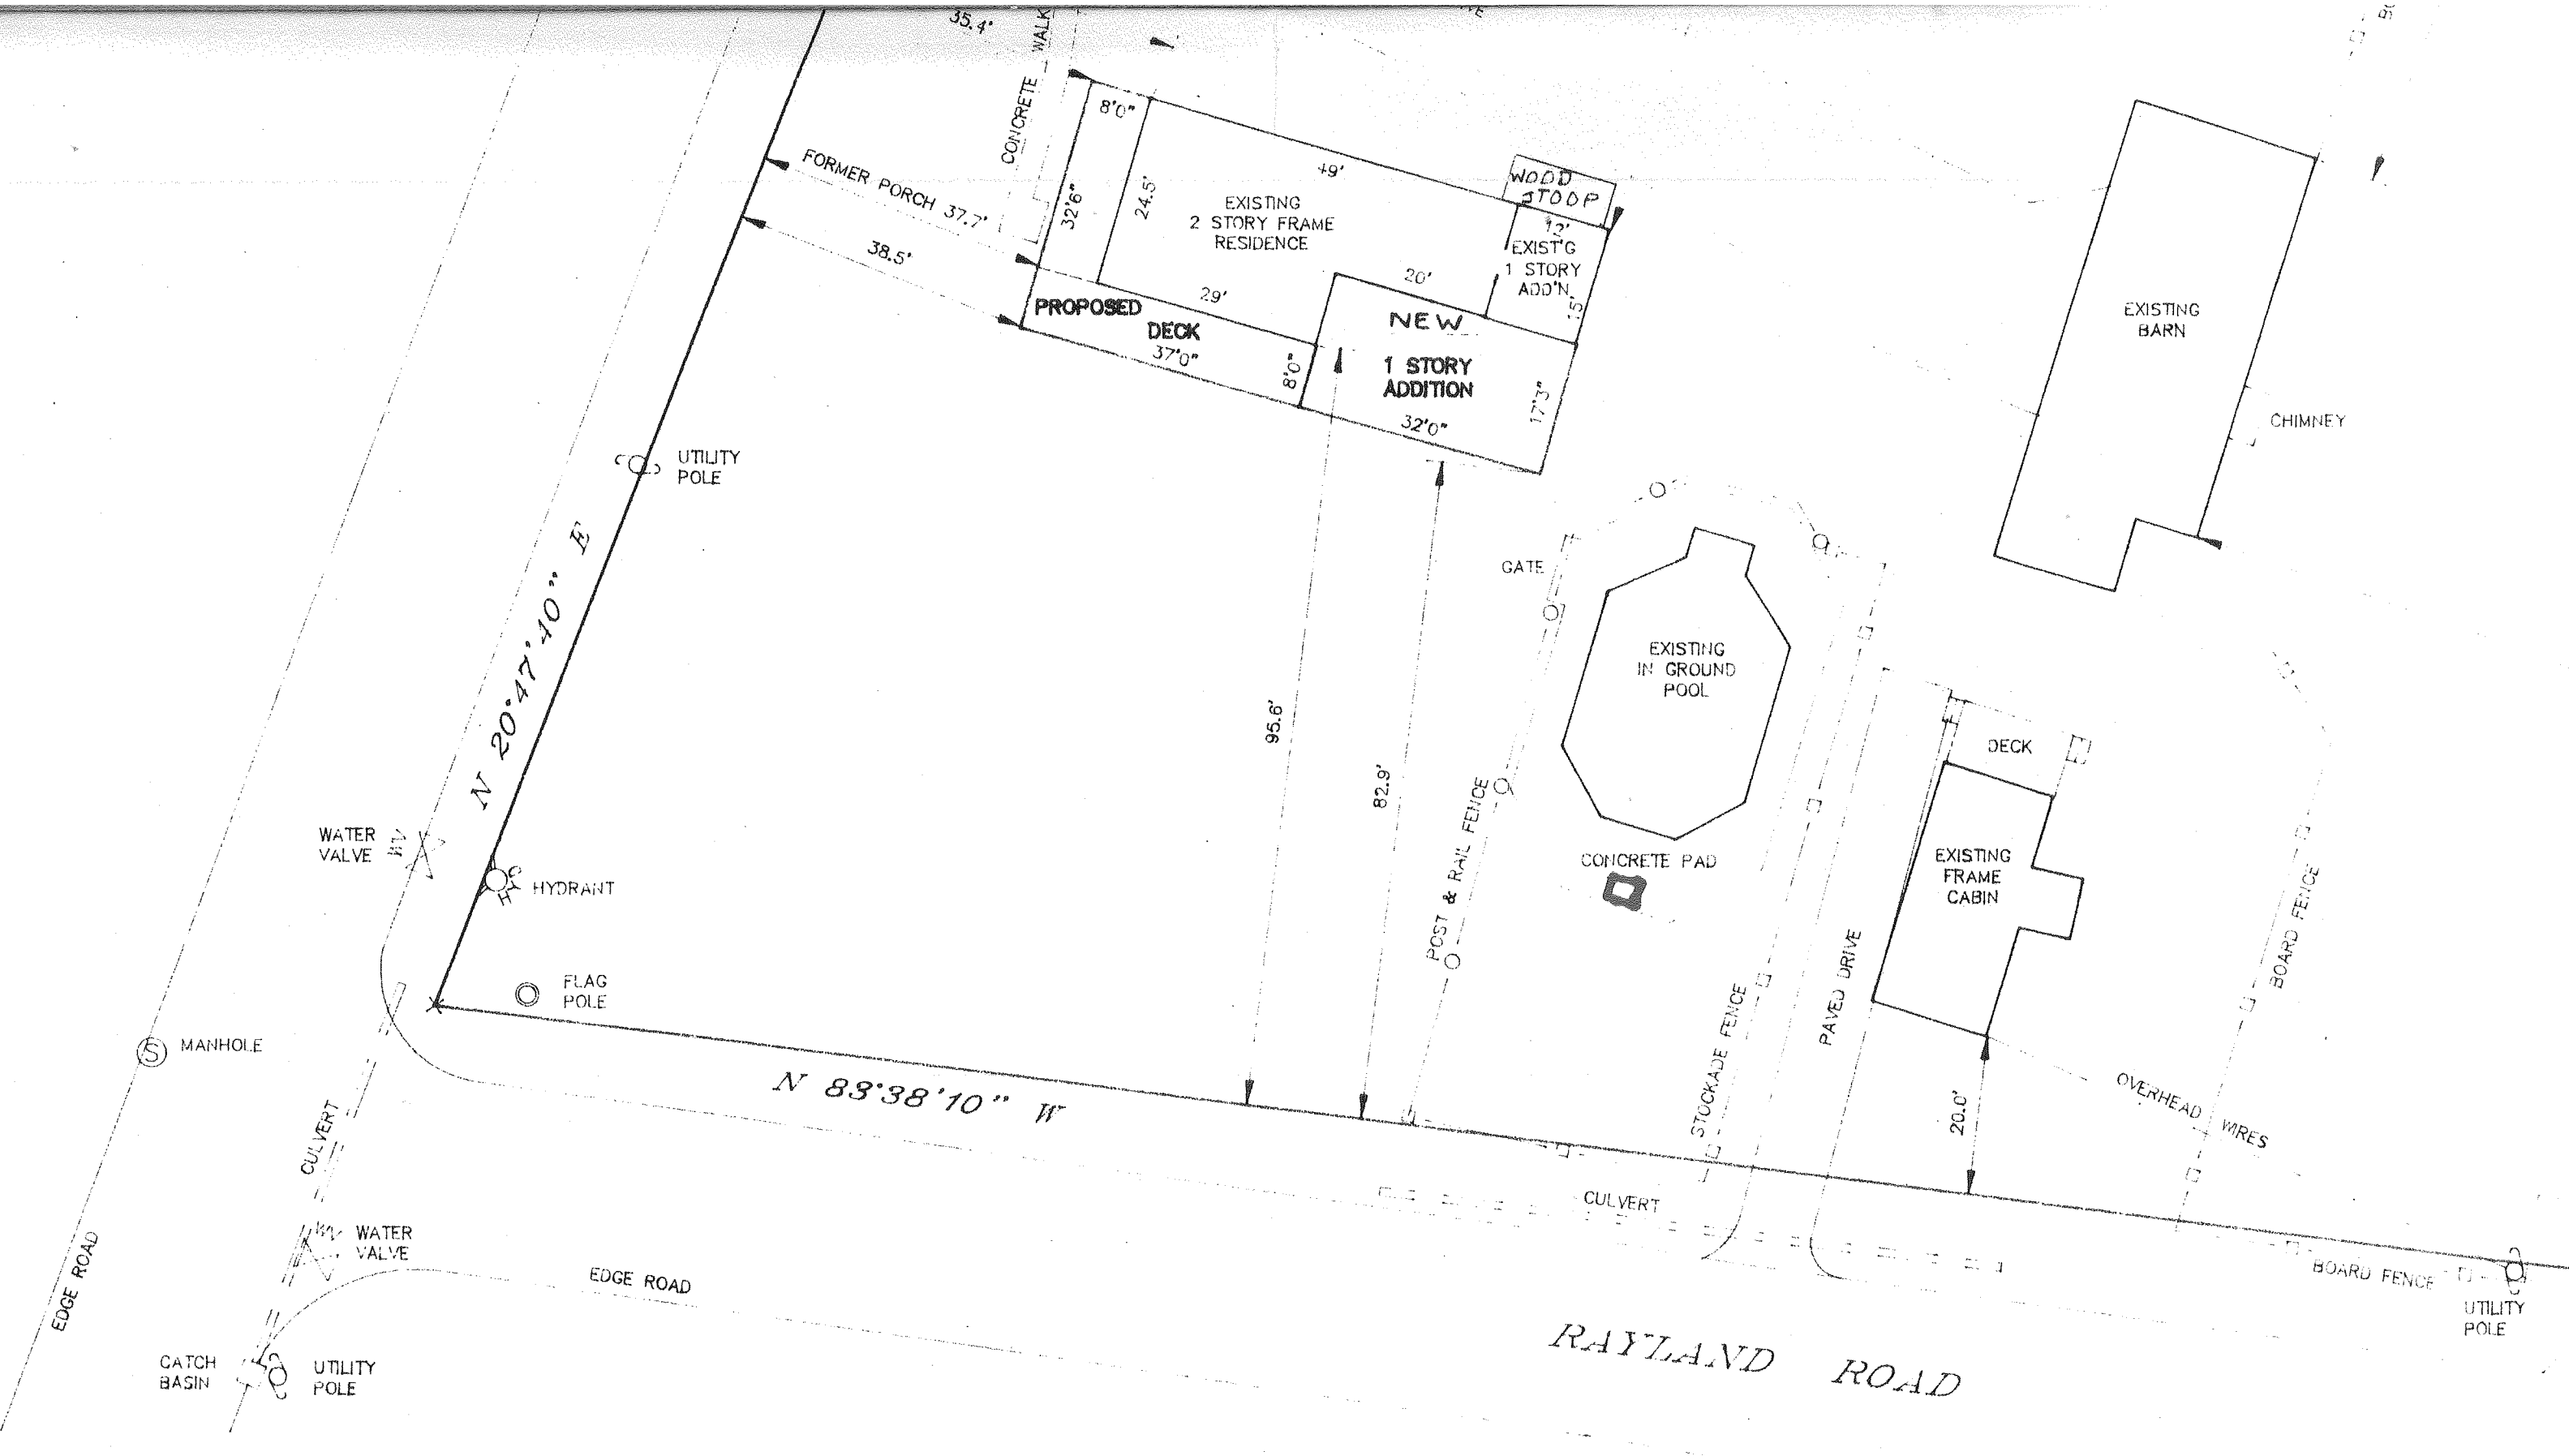 35.4'
CONCRETE WALK
8'0"
FORMER PORCH 37.7'
38.5'
32'6"
24.5'
49'
EXISTING
2 STORY FRAME
RESIDENCE
WOOD
STOOP
12'
EXIST'G
1 STORY
ADD'N
15'
20'
29'
PROPOSED
DECK
37'0"
8'0"
NEW
1 STORY
ADDITION
32'0"
17'3"
EXISTING
BARN
CHIMNEY
UTILITY
POLE
N 20°47'40" E
GATE
EXISTING
IN GROUND
POOL
95.6'
82.9'
POST & RAIL FENCE
CONCRETE PAD
DECK
EXISTING
FRAME
CABIN
BOARD FENCE
WATER
VALVE
WV
HYDRANT
HYD
FLAG
POLE
S
MANHOLE
N 83°38'10" W
STOCKADE FENCE
PAVED DRIVE
20.0'
OVERHEAD WIRES
CULVERT
CULVERT
WATER
VALVE
EDGE ROAD
EDGE ROAD
BOARD FENCE
UTILITY
POLE
CATCH
BASIN
UTILITY
POLE
RAYLAND ROAD